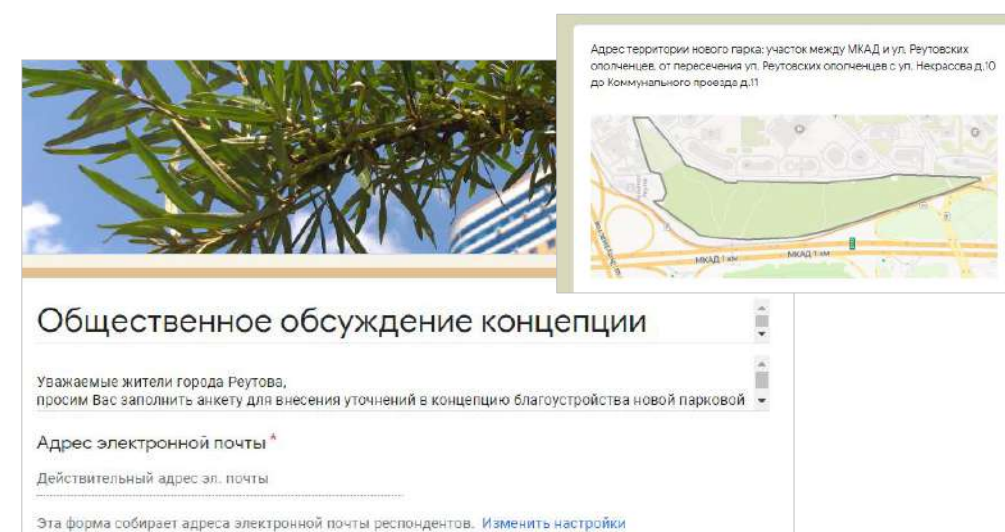 Адрес территории нового парка: участок между МКАД и ул. Реутовских
ополченцев, от пересечения ул. Реутовских ополченцев с ул. Некрасова д.10
до Коммунального проезда д.11
МКАД 1 км
МКАД 1 км
Общественное обсуждение концепции
Уважаемые жители города Реутова,
просим Вас заполнить анкету для внесения уточнений в концепцию благоустройства новой парковой
Адрес электронной почты *
Действительный адрес эл. почты
Эта форма собирает адреса электронной почты респондентов. Изменить настройки